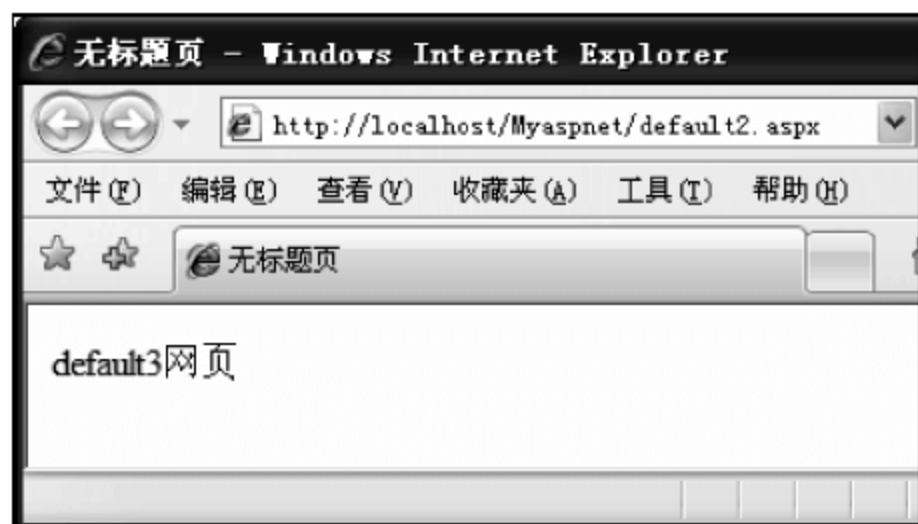 无标题页 - Windows Internet Explorer
http://localhost/Myaspnet/default2.aspx
文件(F) 编辑(E) 查看(V) 收藏夹(A) 工具(T) 帮助(H)
无标题页
default3网页